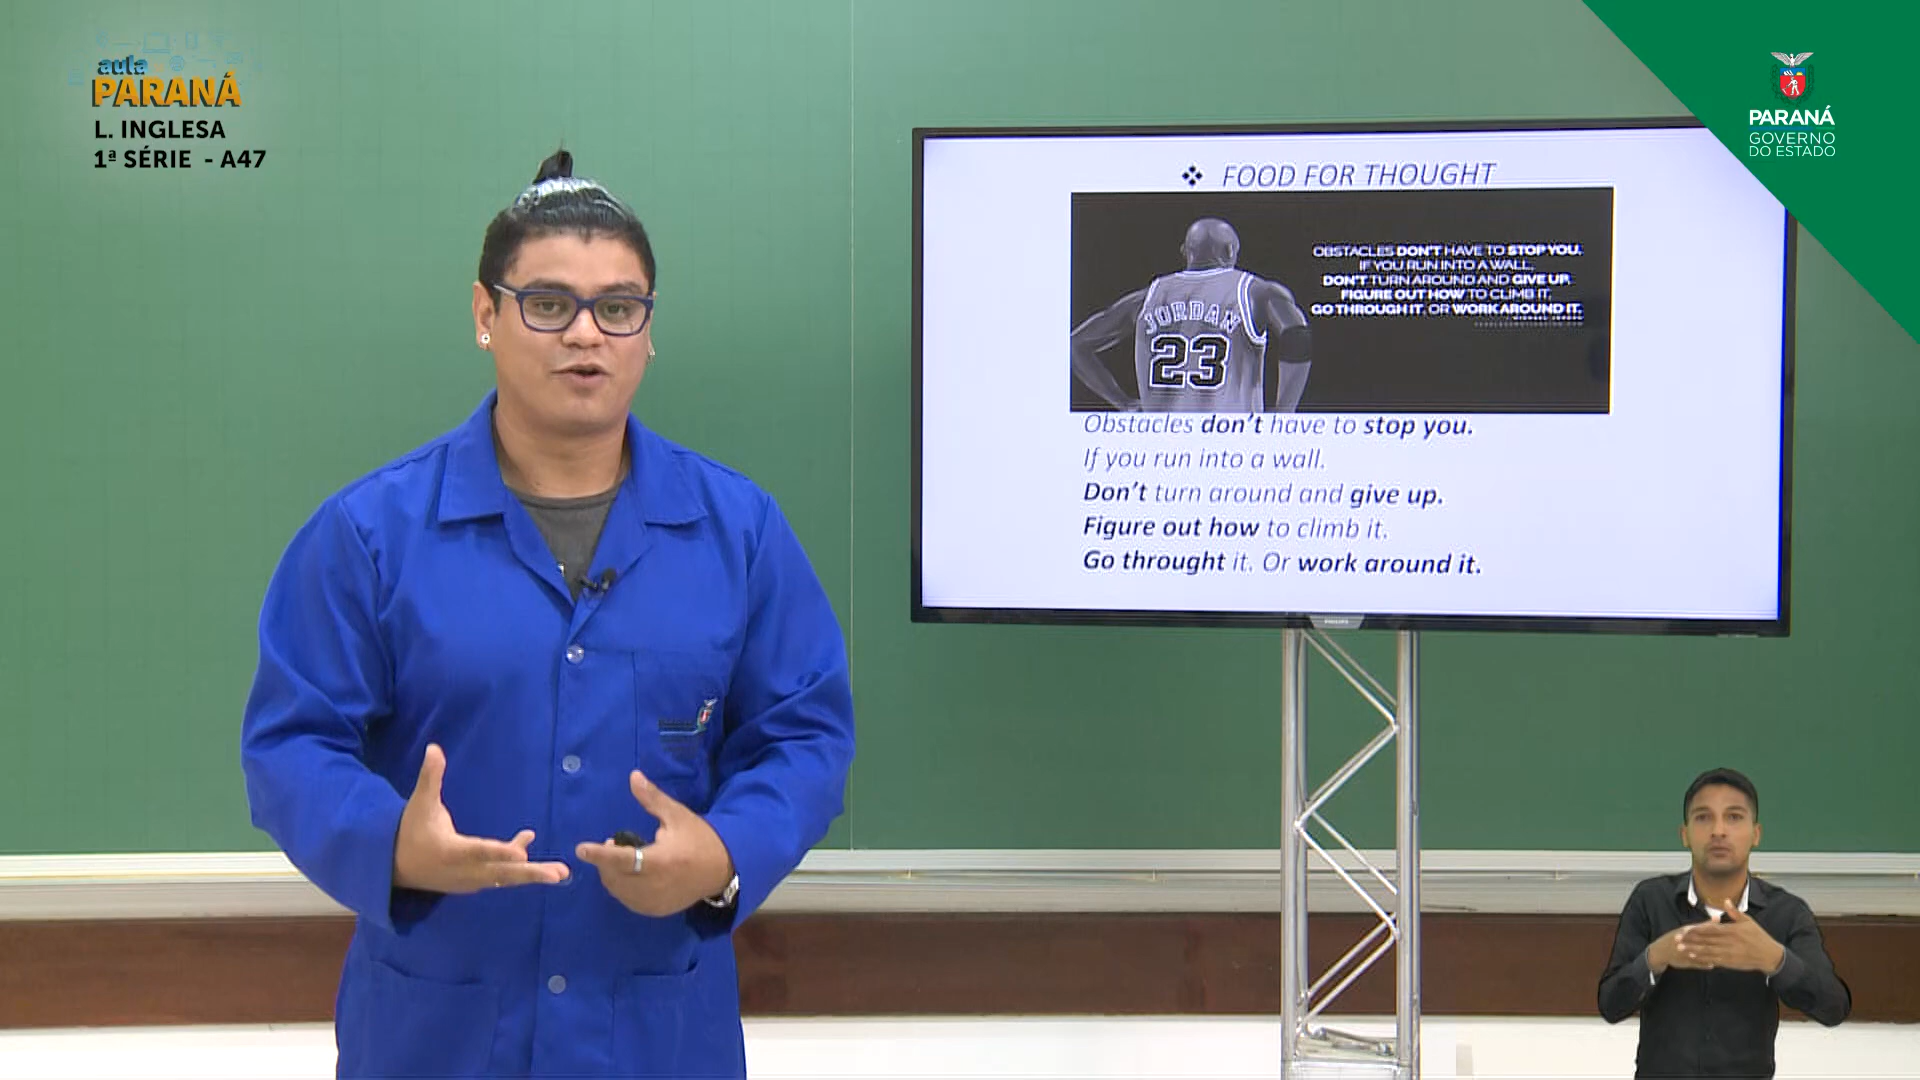 aula
PARANÁ
L. INGLESA
1ª SÉRIE - A47
PARANÁ
GOVERNO
DO ESTADO
❖ FOOD FOR THOUGHT
OBSTACLES DON'T HAVE TO STOP YOU.
IF YOU RUN INTO A WALL,
DON'T TURN AROUND AND GIVE UP.
FIGURE OUT HOW TO CLIMB IT,
GO THROUGH IT, OR WORK AROUND IT.
MICHAEL JORDAN
JORDAN
23
Obstacles don't have to stop you.
If you run into a wall.
Don't turn around and give up.
Figure out how to climb it.
Go throught it. Or work around it.
PHILIPS